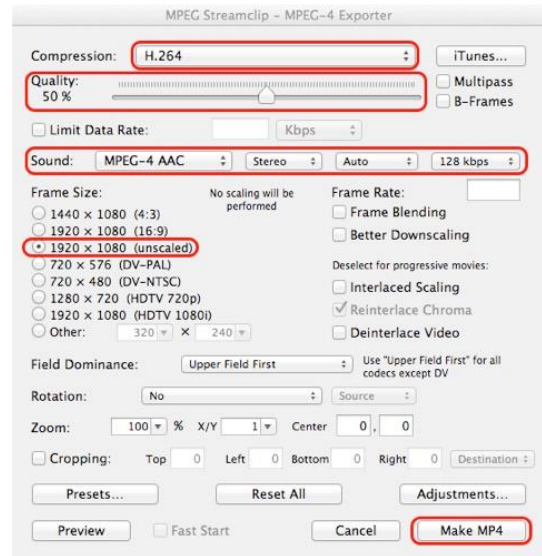 MPEG Streamclip – MPEG-4 Exporter
Compression: H.264 iTunes...
Quality: Multipass
50 % B-Frames
Limit Data Rate: Kbps
Sound: MPEG-4 AAC Stereo Auto 128 kbps
Frame Size: No scaling will be performed Frame Rate:
1440 × 1080 (4:3) Frame Blending
1920 × 1080 (16:9) Better Downscaling
1920 × 1080 (unscaled)
720 × 576 (DV-PAL) Deselect for progressive movies:
720 × 480 (DV-NTSC) Interlaced Scaling
1280 × 720 (HDTV 720p) Reinterlace Chroma
1920 × 1080 (HDTV 1080i)
Other: 320 × 240 Deinterlace Video
Field Dominance: Upper Field First Use "Upper Field First" for all codecs except DV
Rotation: No Source
Zoom: 100 % X/Y 1 Center 0 , 0
Cropping: Top 0 Left 0 Bottom 0 Right 0 Destination
Presets... Reset All Adjustments...
Preview Fast Start Cancel Make MP4